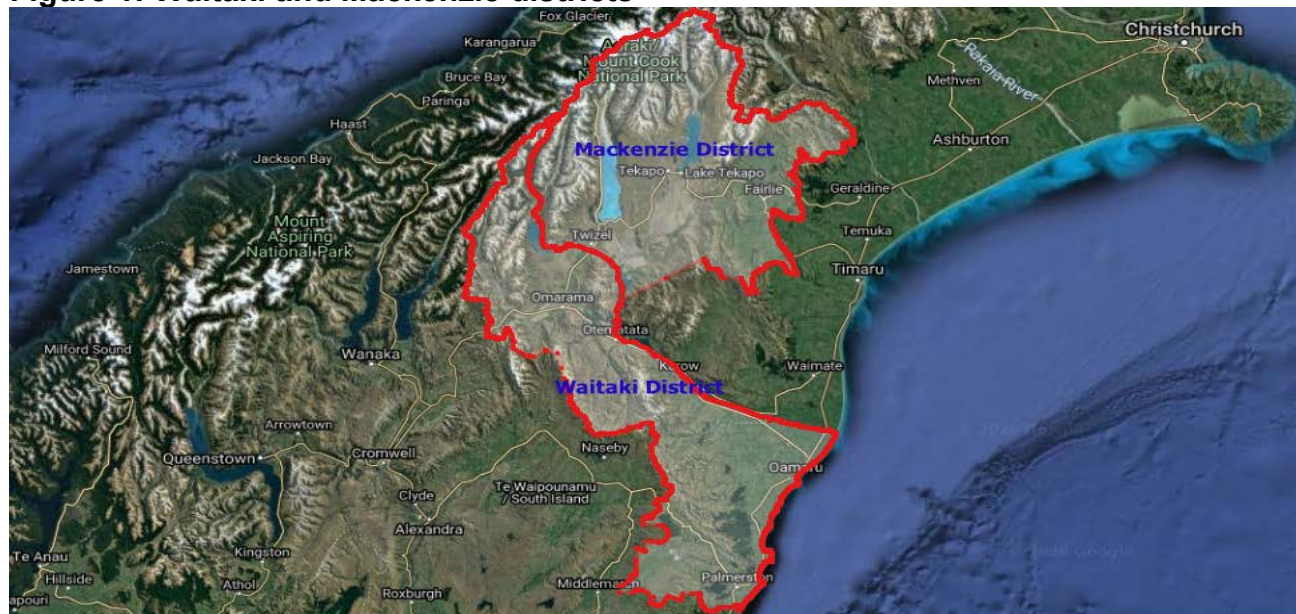 Figure 1: Waitaki and Mackenzie districts
Fox Glacier
Christchurch
Karangarua
Aoraki/
Mount Cook
National Park
Bruce Bay
Methven
Rakaia River
Paringa
Haast
Ashburton
Mackenzie District
Jackson Bay
Tekapo
Lake Tekapo
Fairlie
Geraldine
Mount
Aspiring
National Park
Twizel
Temuka
Jamestown
Timaru
Omarama
Otematata
Milford Sound
Wanaka
Kurow
Waimate
Waitaki District
Arrowtown
Queenstown
Cromwell
Naseby
Oamaru
Te Waipounamu
/ South Island
Clyde
Alexandra
Kingston
Te Anau
Hillside
Athol
Roxburgh
Middlemarch
Palmerston
apouri